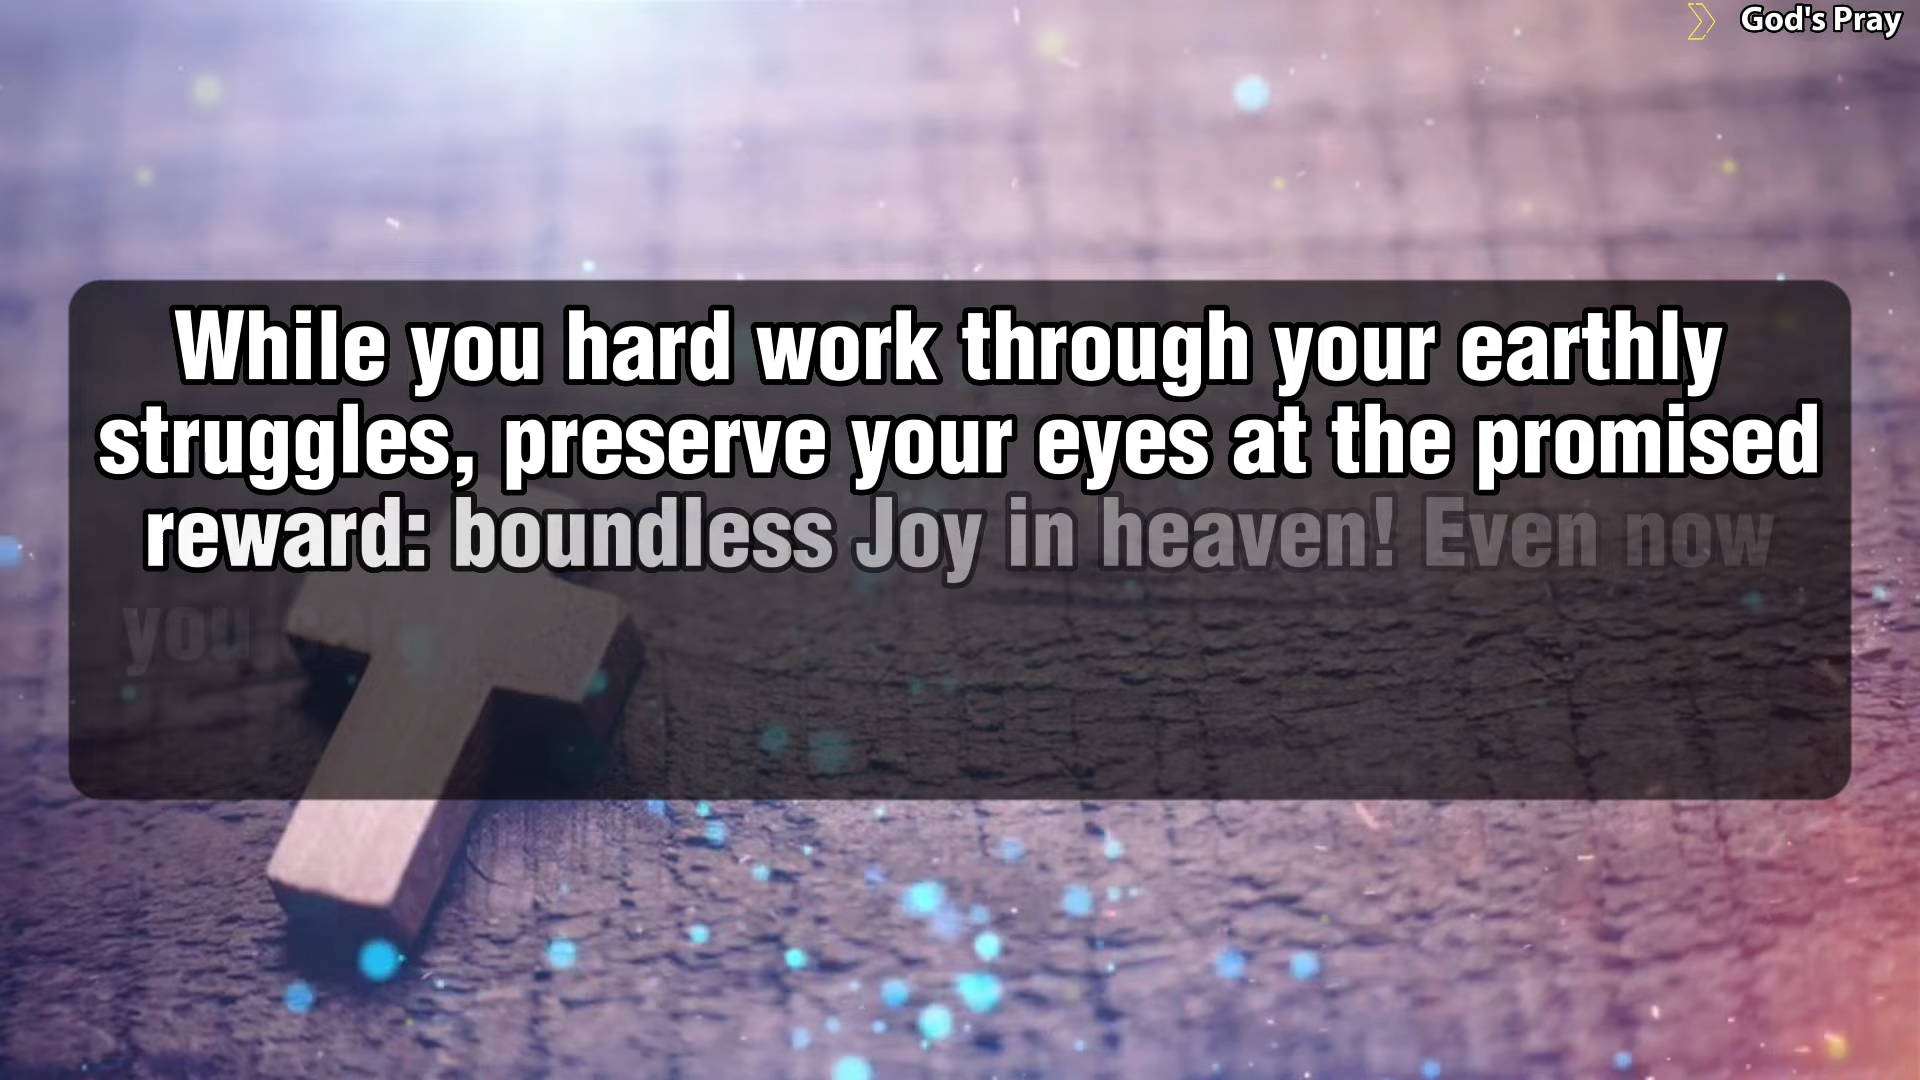 God's Pray
While you hard work through your earthly
struggles, preserve your eyes at the promised
reward: boundless Joy in heaven! Even now
you